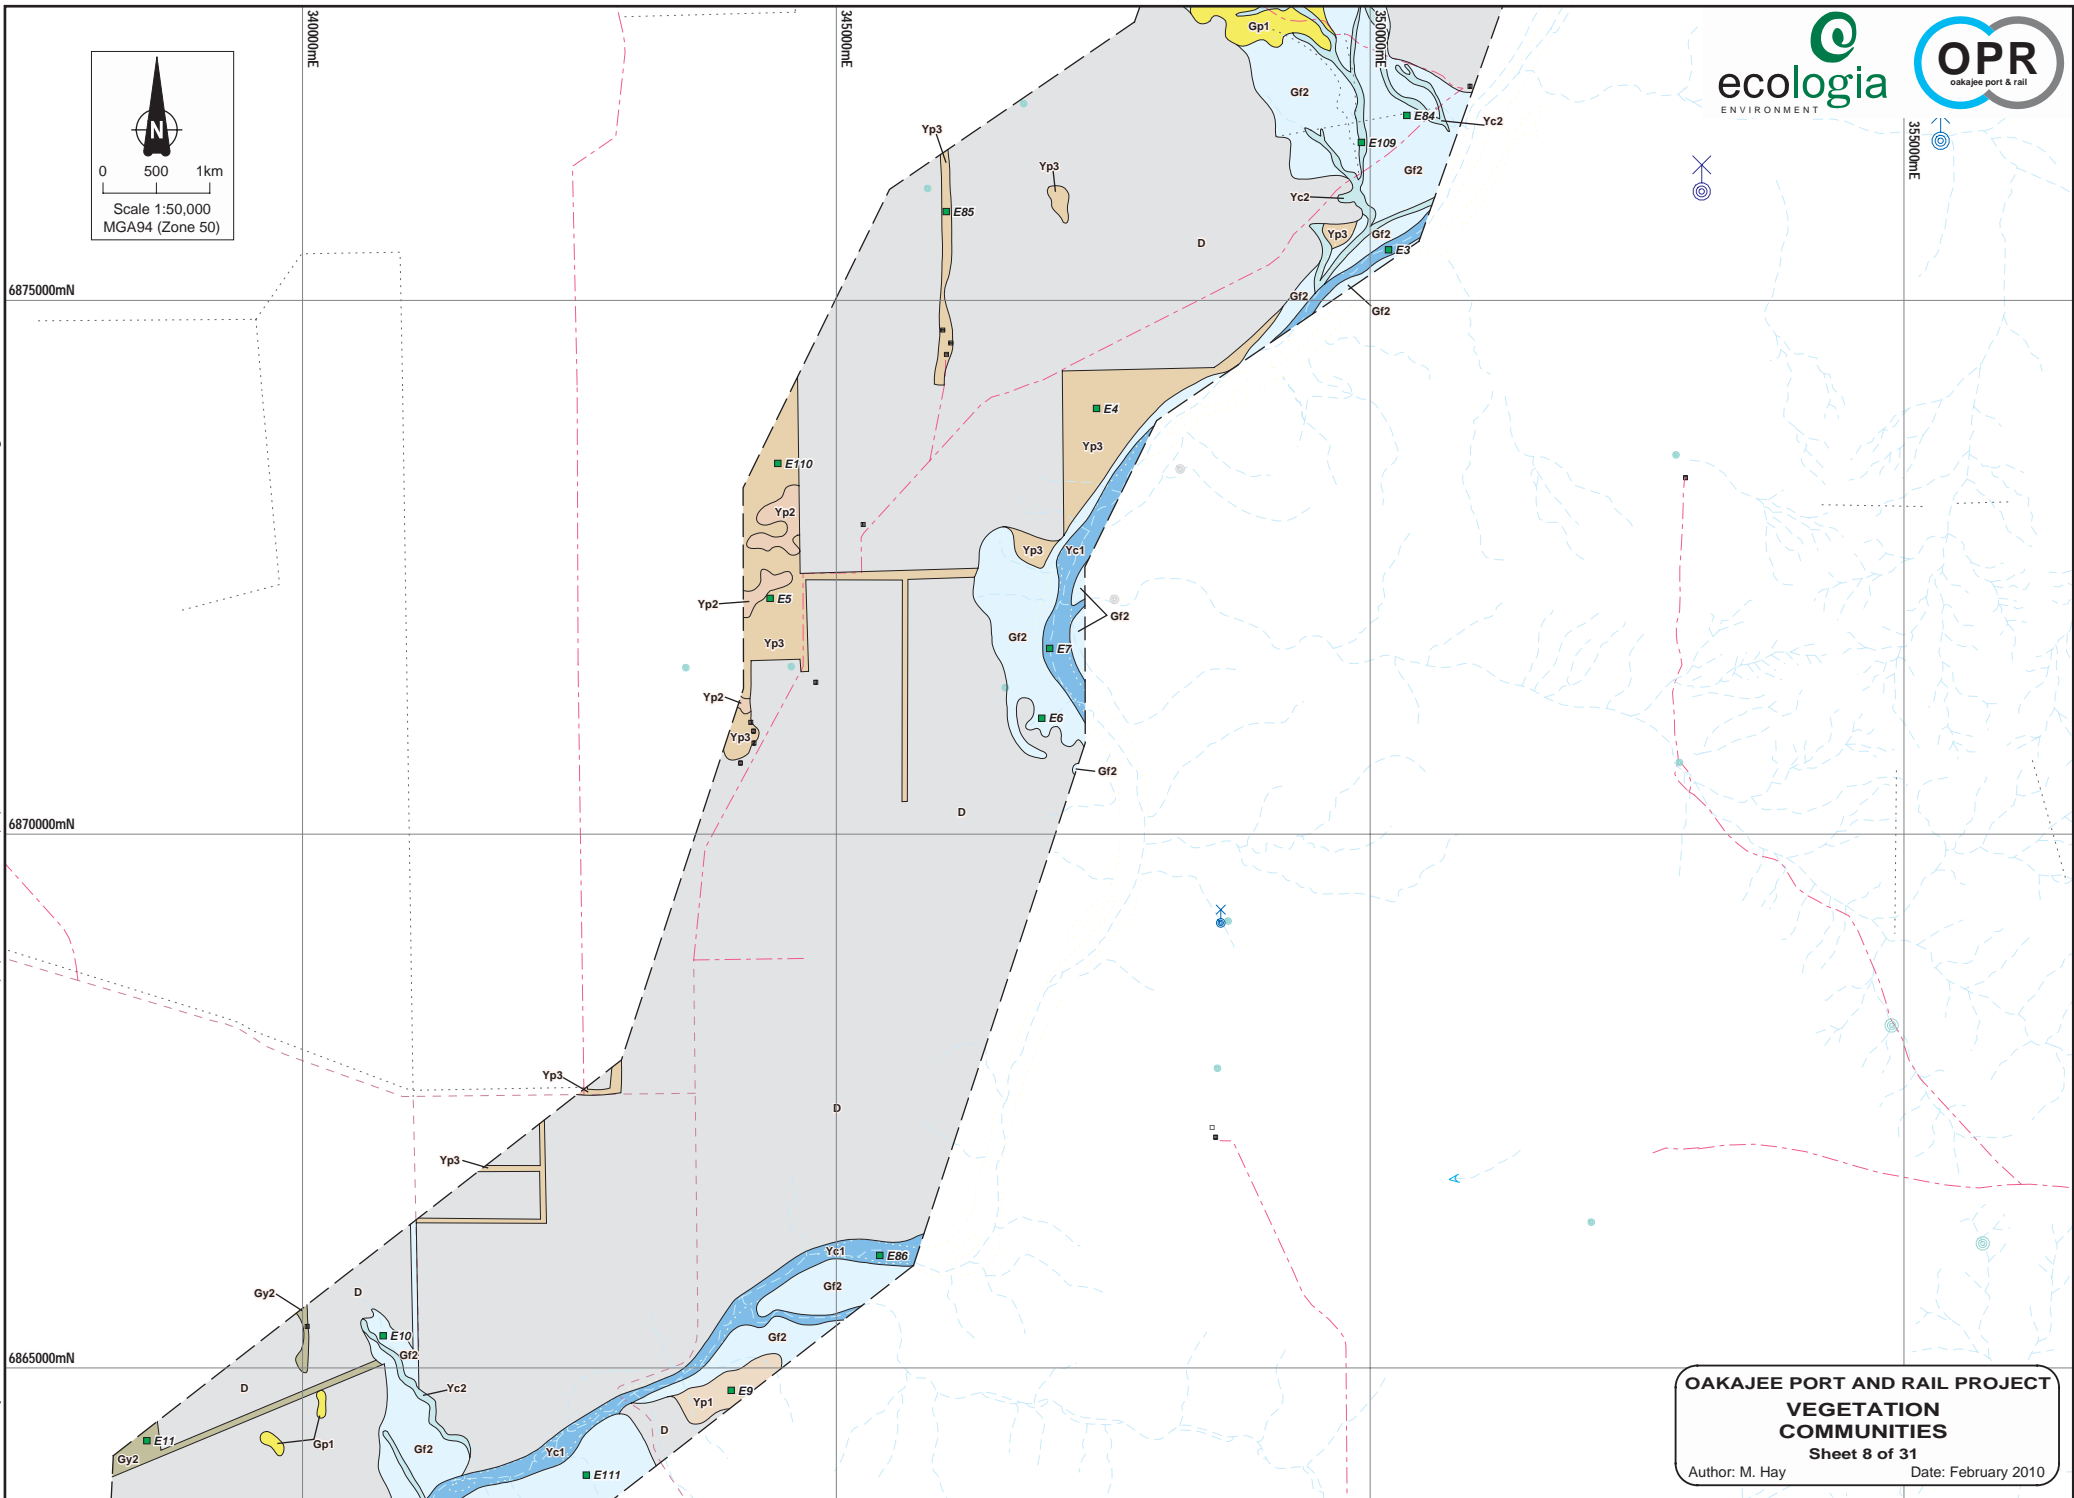 340000mE
345000mE
350000mE
355000mE
N
0 500 1km
Scale 1:50,000
MGA94 (Zone 50)
ecologia
ENVIRONMENT
OPR
oakajee port & rail
Gp1
Gf2
E84
Yc2
E109
Gf2
Yp3
Yp3
Yc2
E85
Yp3
Gf2
D
E3
6875000mN
Gf2
Gf2
E4
Yp3
E110
Yp2
Yp3
Yc1
Yp2
E5
Gf2
Gf2
Yp3
E7
Yp2
E6
Yp3
Gf2
D
6870000mN
Yp3
D
Yp3
Yc1
E86
Gf2
Gy2
D
E10
Gf2
Gf2
6865000mN
D
Yc2
E9
Yp1
D
E11
Gp1
Gf2
Yc1
Gy2
E111
OAKAJEE PORT AND RAIL PROJECT
VEGETATION
COMMUNITIES
Sheet 8 of 31
Author: M. Hay Date: February 2010